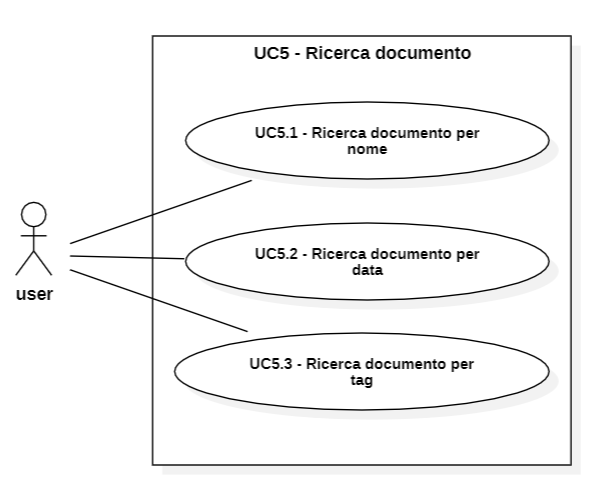 UC5 - Ricerca documento
UC5.1 - Ricerca documento per
nome
UC5.2 - Ricerca documento per
data
user
UC5.3 - Ricerca documento per
tag